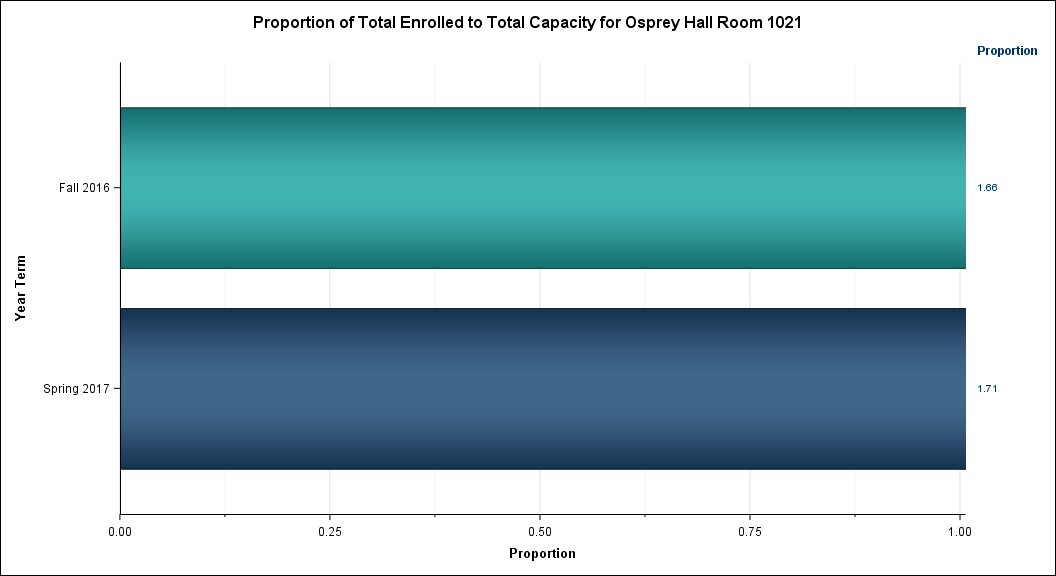 Proportion of Total Enrolled to Total Capacity for Osprey Hall Room 1021
Proportion
Fall 2016
1.66
Year Term
Spring 2017
1.71
0.00 0.25 0.50 0.75 1.00
Proportion